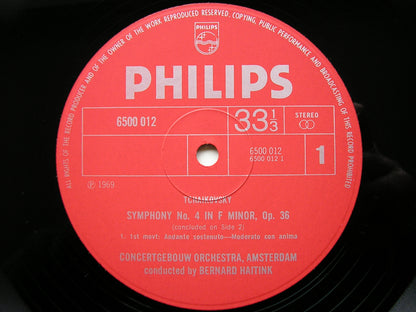 ALL RIGHTS OF THE RECORD PRODUCER AND OF THE OWNER OF THE WORK REPRODUCED RESERVED. COPYING, PUBLIC PERFORMANCE AND BROADCASTING OF THIS RECORD PROHIBITED
PHILIPS
PHILIPS
6500 012
33 1/3
STEREO
6500 012
6500 012 1
1
℗ 1969
TCHAIKOVSKY
SYMPHONY No. 4 IN F MINOR, Op. 36
(concluded on Side 2)
1. 1st movt: Andante sostenuto—Moderato con anima
CONCERTGEBOUW ORCHESTRA, AMSTERDAM
conducted by BERNARD HAITINK